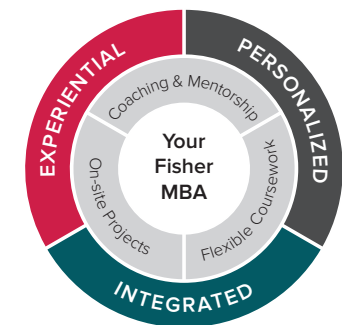 EXPERIENTIAL
PERSONALIZED
INTEGRATED
Coaching & Mentorship
On-site Projects
Flexible Coursework
Your
Fisher
MBA